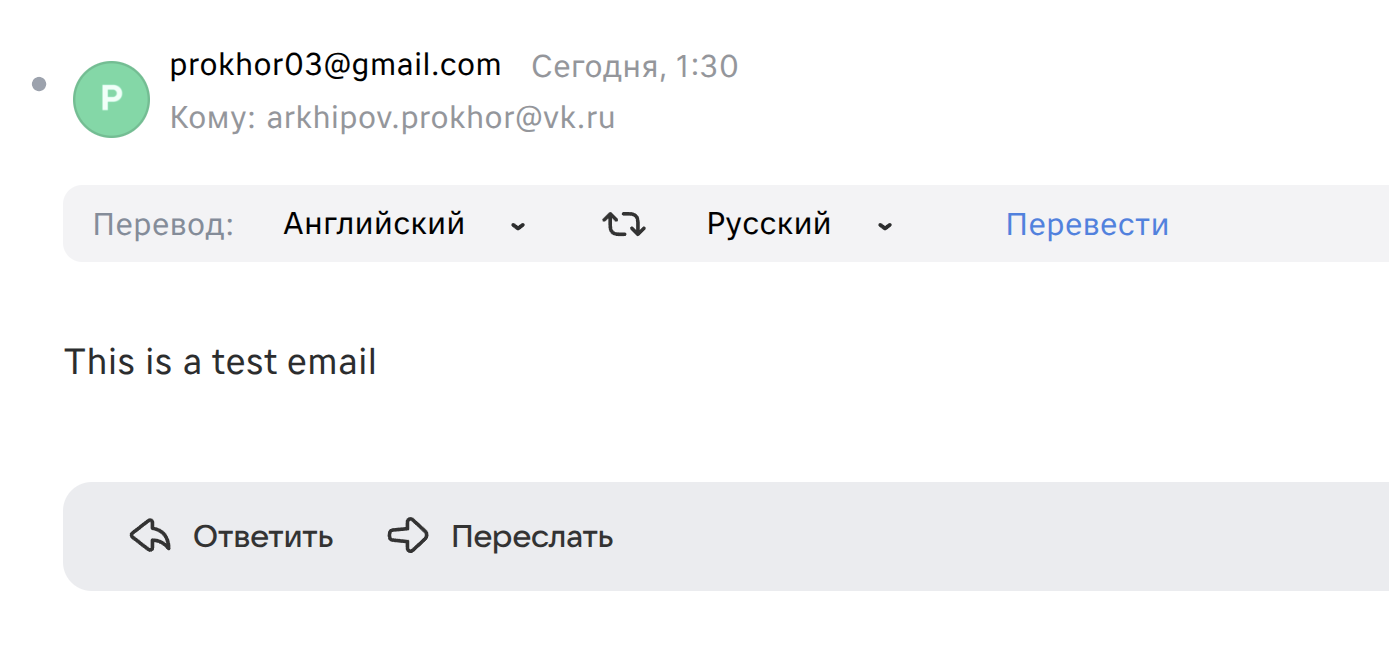 prokhor03@gmail.com Сегодня, 1:30
P
Кому: arkhipov.prokhor@vk.ru
Перевод: Английский Русский Перевести
This is a test email
Ответить Переслать